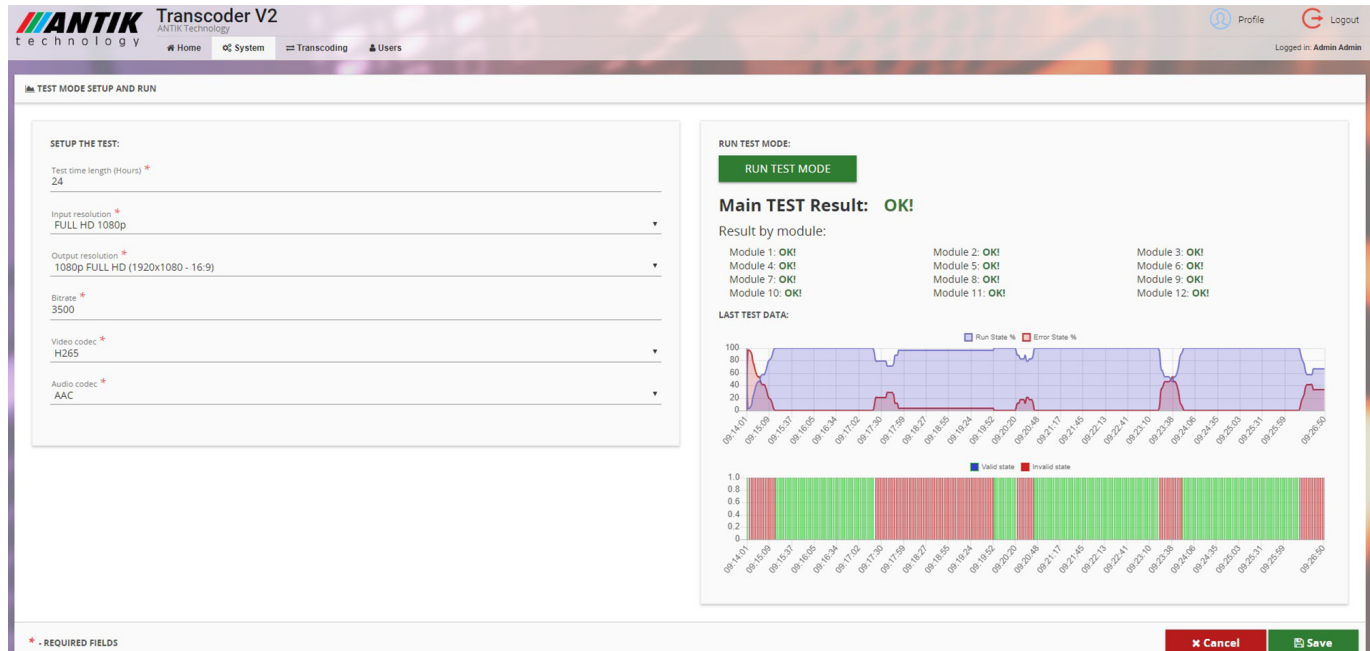 ANTIK
technology
Transcoder V2
ANTIK Technology
Home System Transcoding Users
Profile Logout
Logged in: Admin Admin
TEST MODE SETUP AND RUN
SETUP THE TEST:
Test time length (Hours) *
24
Input resolution *
FULL HD 1080p
Output resolution *
1080p FULL HD (1920x1080 - 16:9)
Bitrate *
3500
Video codec *
H265
Audio codec *
AAC
RUN TEST MODE:
RUN TEST MODE
Main TEST Result: OK!
Result by module:
Module 1: OK! Module 2: OK! Module 3: OK!
Module 4: OK! Module 5: OK! Module 6: OK!
Module 7: OK! Module 8: OK! Module 9: OK!
Module 10: OK! Module 11: OK! Module 12: OK!
LAST TEST DATA:
Run State % Error State %
100
80
60
40
20
0
09:14:01 09:15:09 09:15:37 09:16:05 09:16:34 09:17:02 09:17:30 09:17:59 09:18:27 09:18:55 09:19:24 09:19:52 09:20:20 09:20:48 09:21:17 09:21:45 09:22:13 09:22:41 09:23:10 09:23:38 09:24:06 09:24:35 09:25:03 09:25:31 09:25:59 09:26:50
Valid state Invalid state
1.0
0.8
0.6
0.4
0.2
0
09:14:01 09:15:09 09:15:37 09:16:05 09:16:34 09:17:02 09:17:30 09:17:59 09:18:27 09:18:55 09:19:24 09:19:52 09:20:20 09:20:48 09:21:17 09:21:45 09:22:13 09:22:41 09:23:10 09:23:38 09:24:06 09:24:35 09:25:03 09:25:31 09:25:59 09:26:50
* - REQUIRED FIELDS
Cancel Save